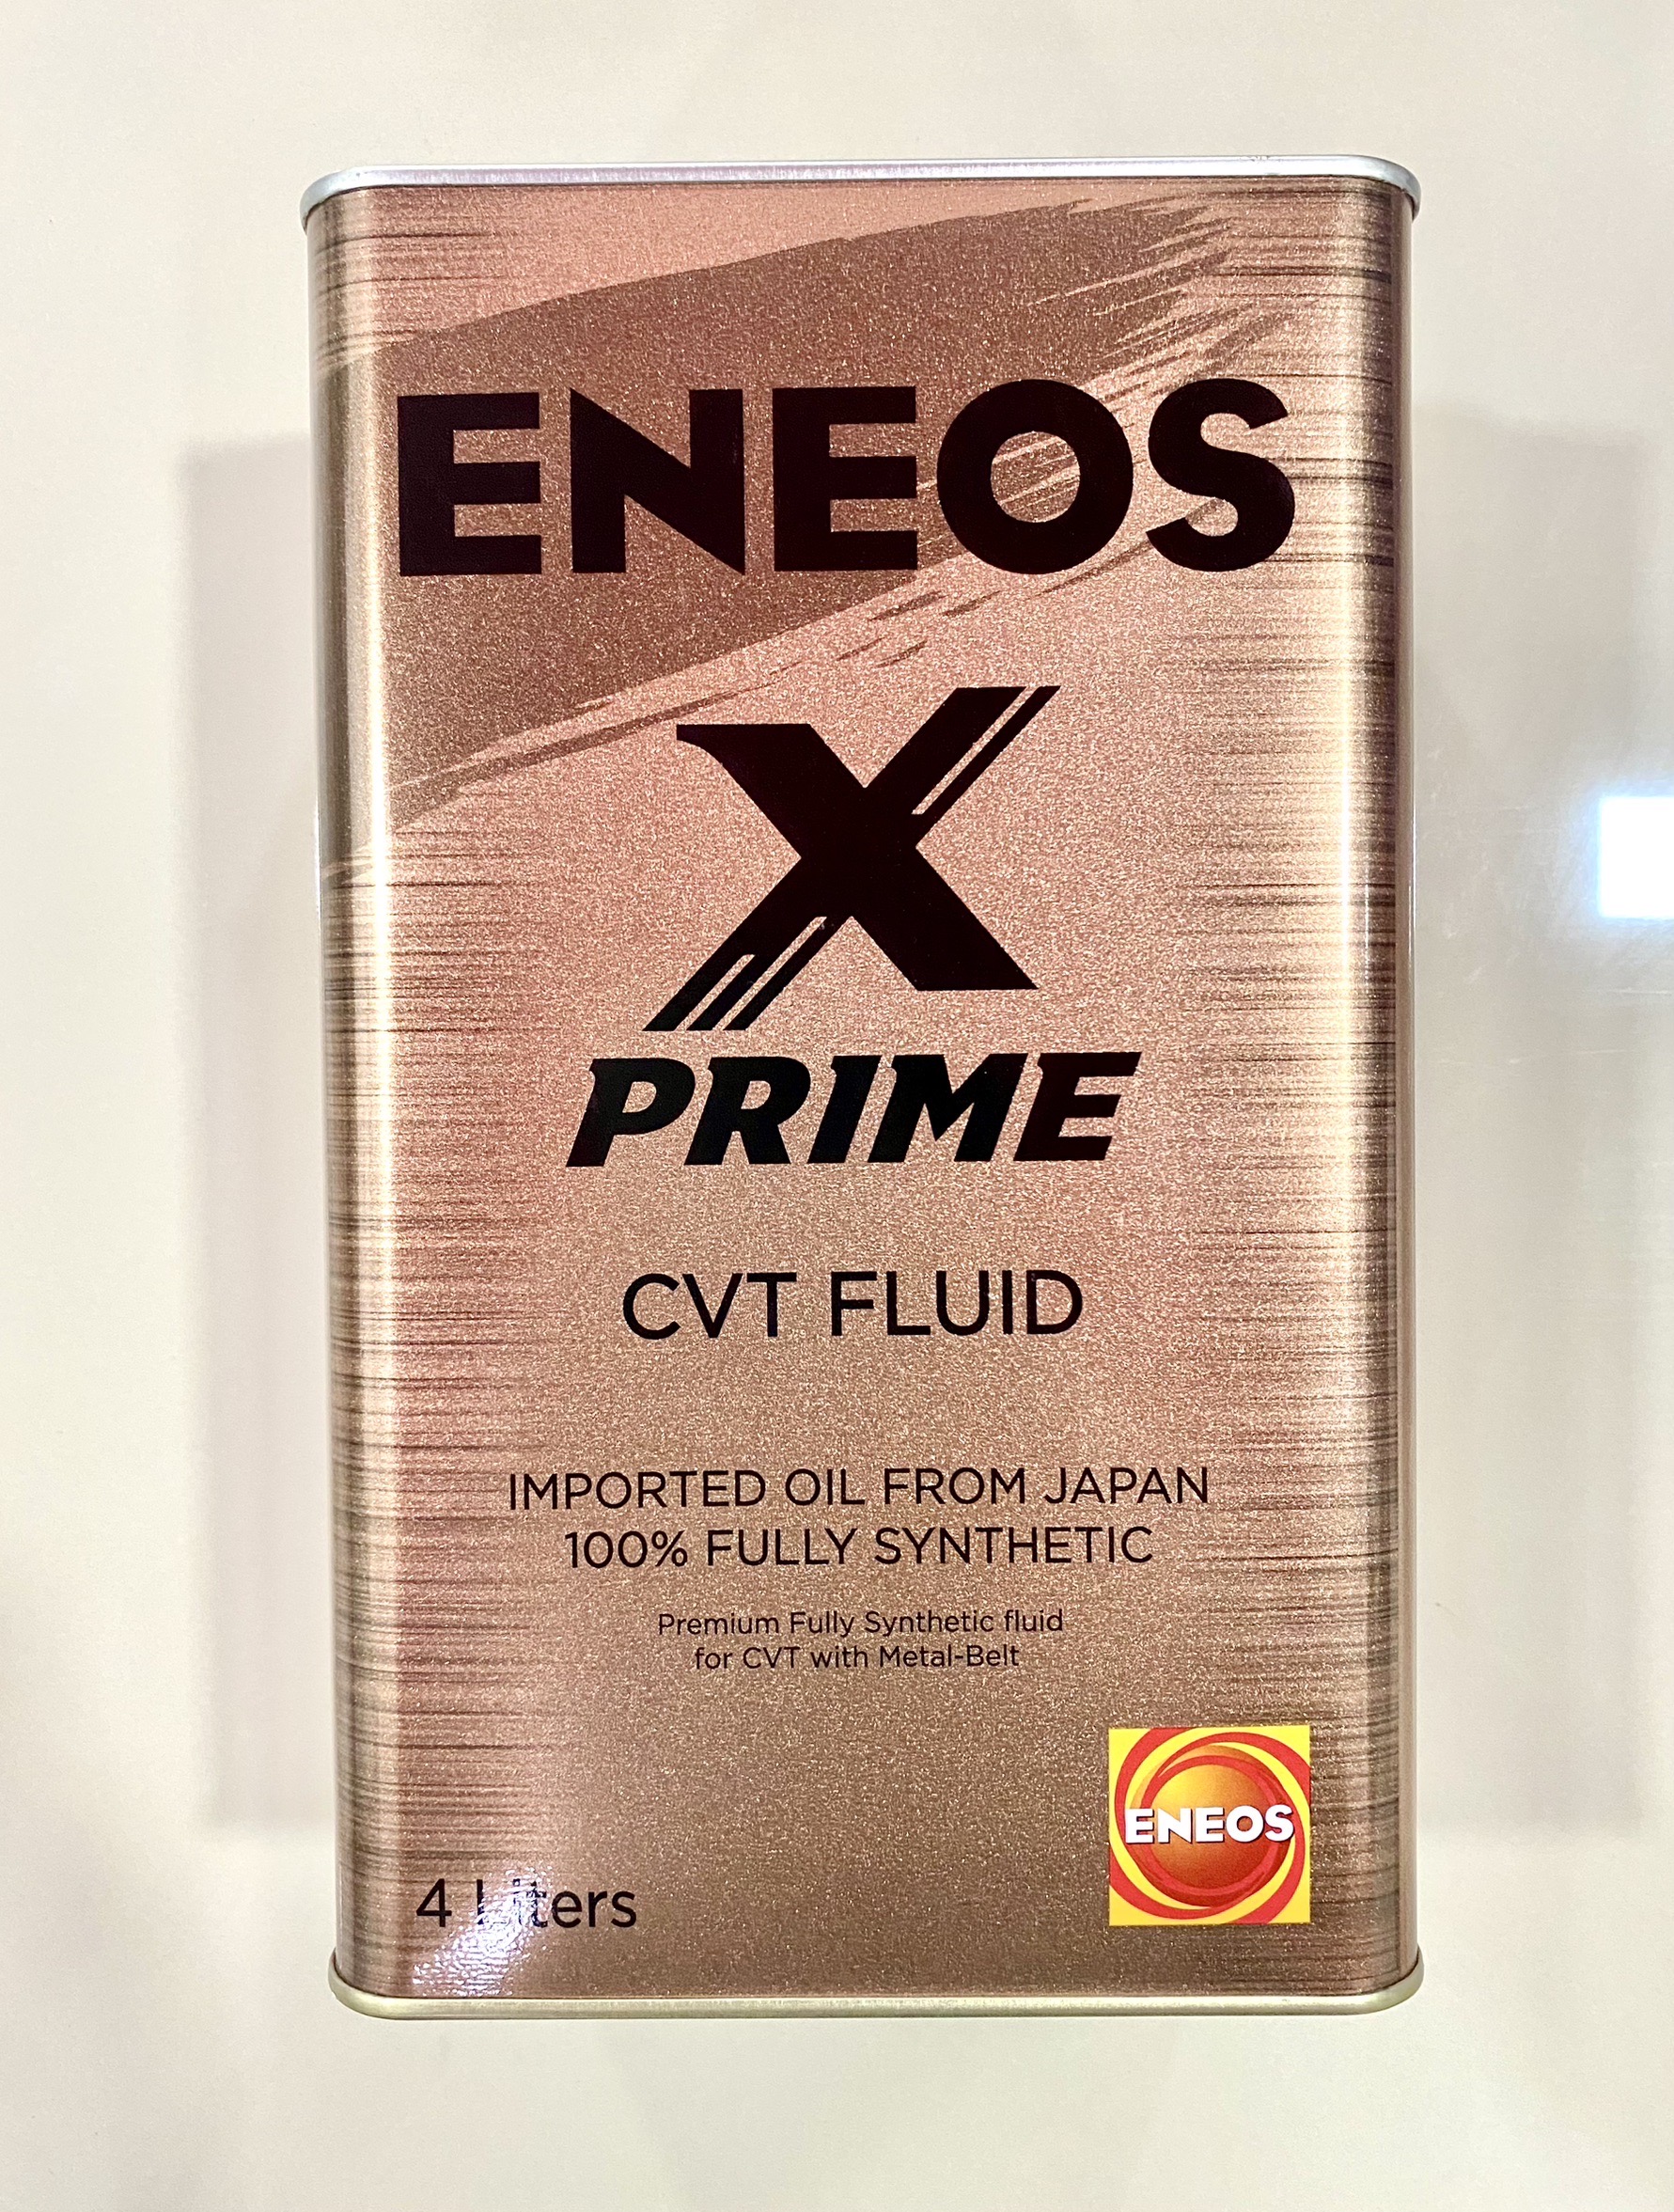 ENEOS
X
PRIME
CVT FLUID
IMPORTED OIL FROM JAPAN
100% FULLY SYNTHETIC
Premium Fully Synthetic fluid
for CVT with Metal-Belt
ENEOS
4 Liters